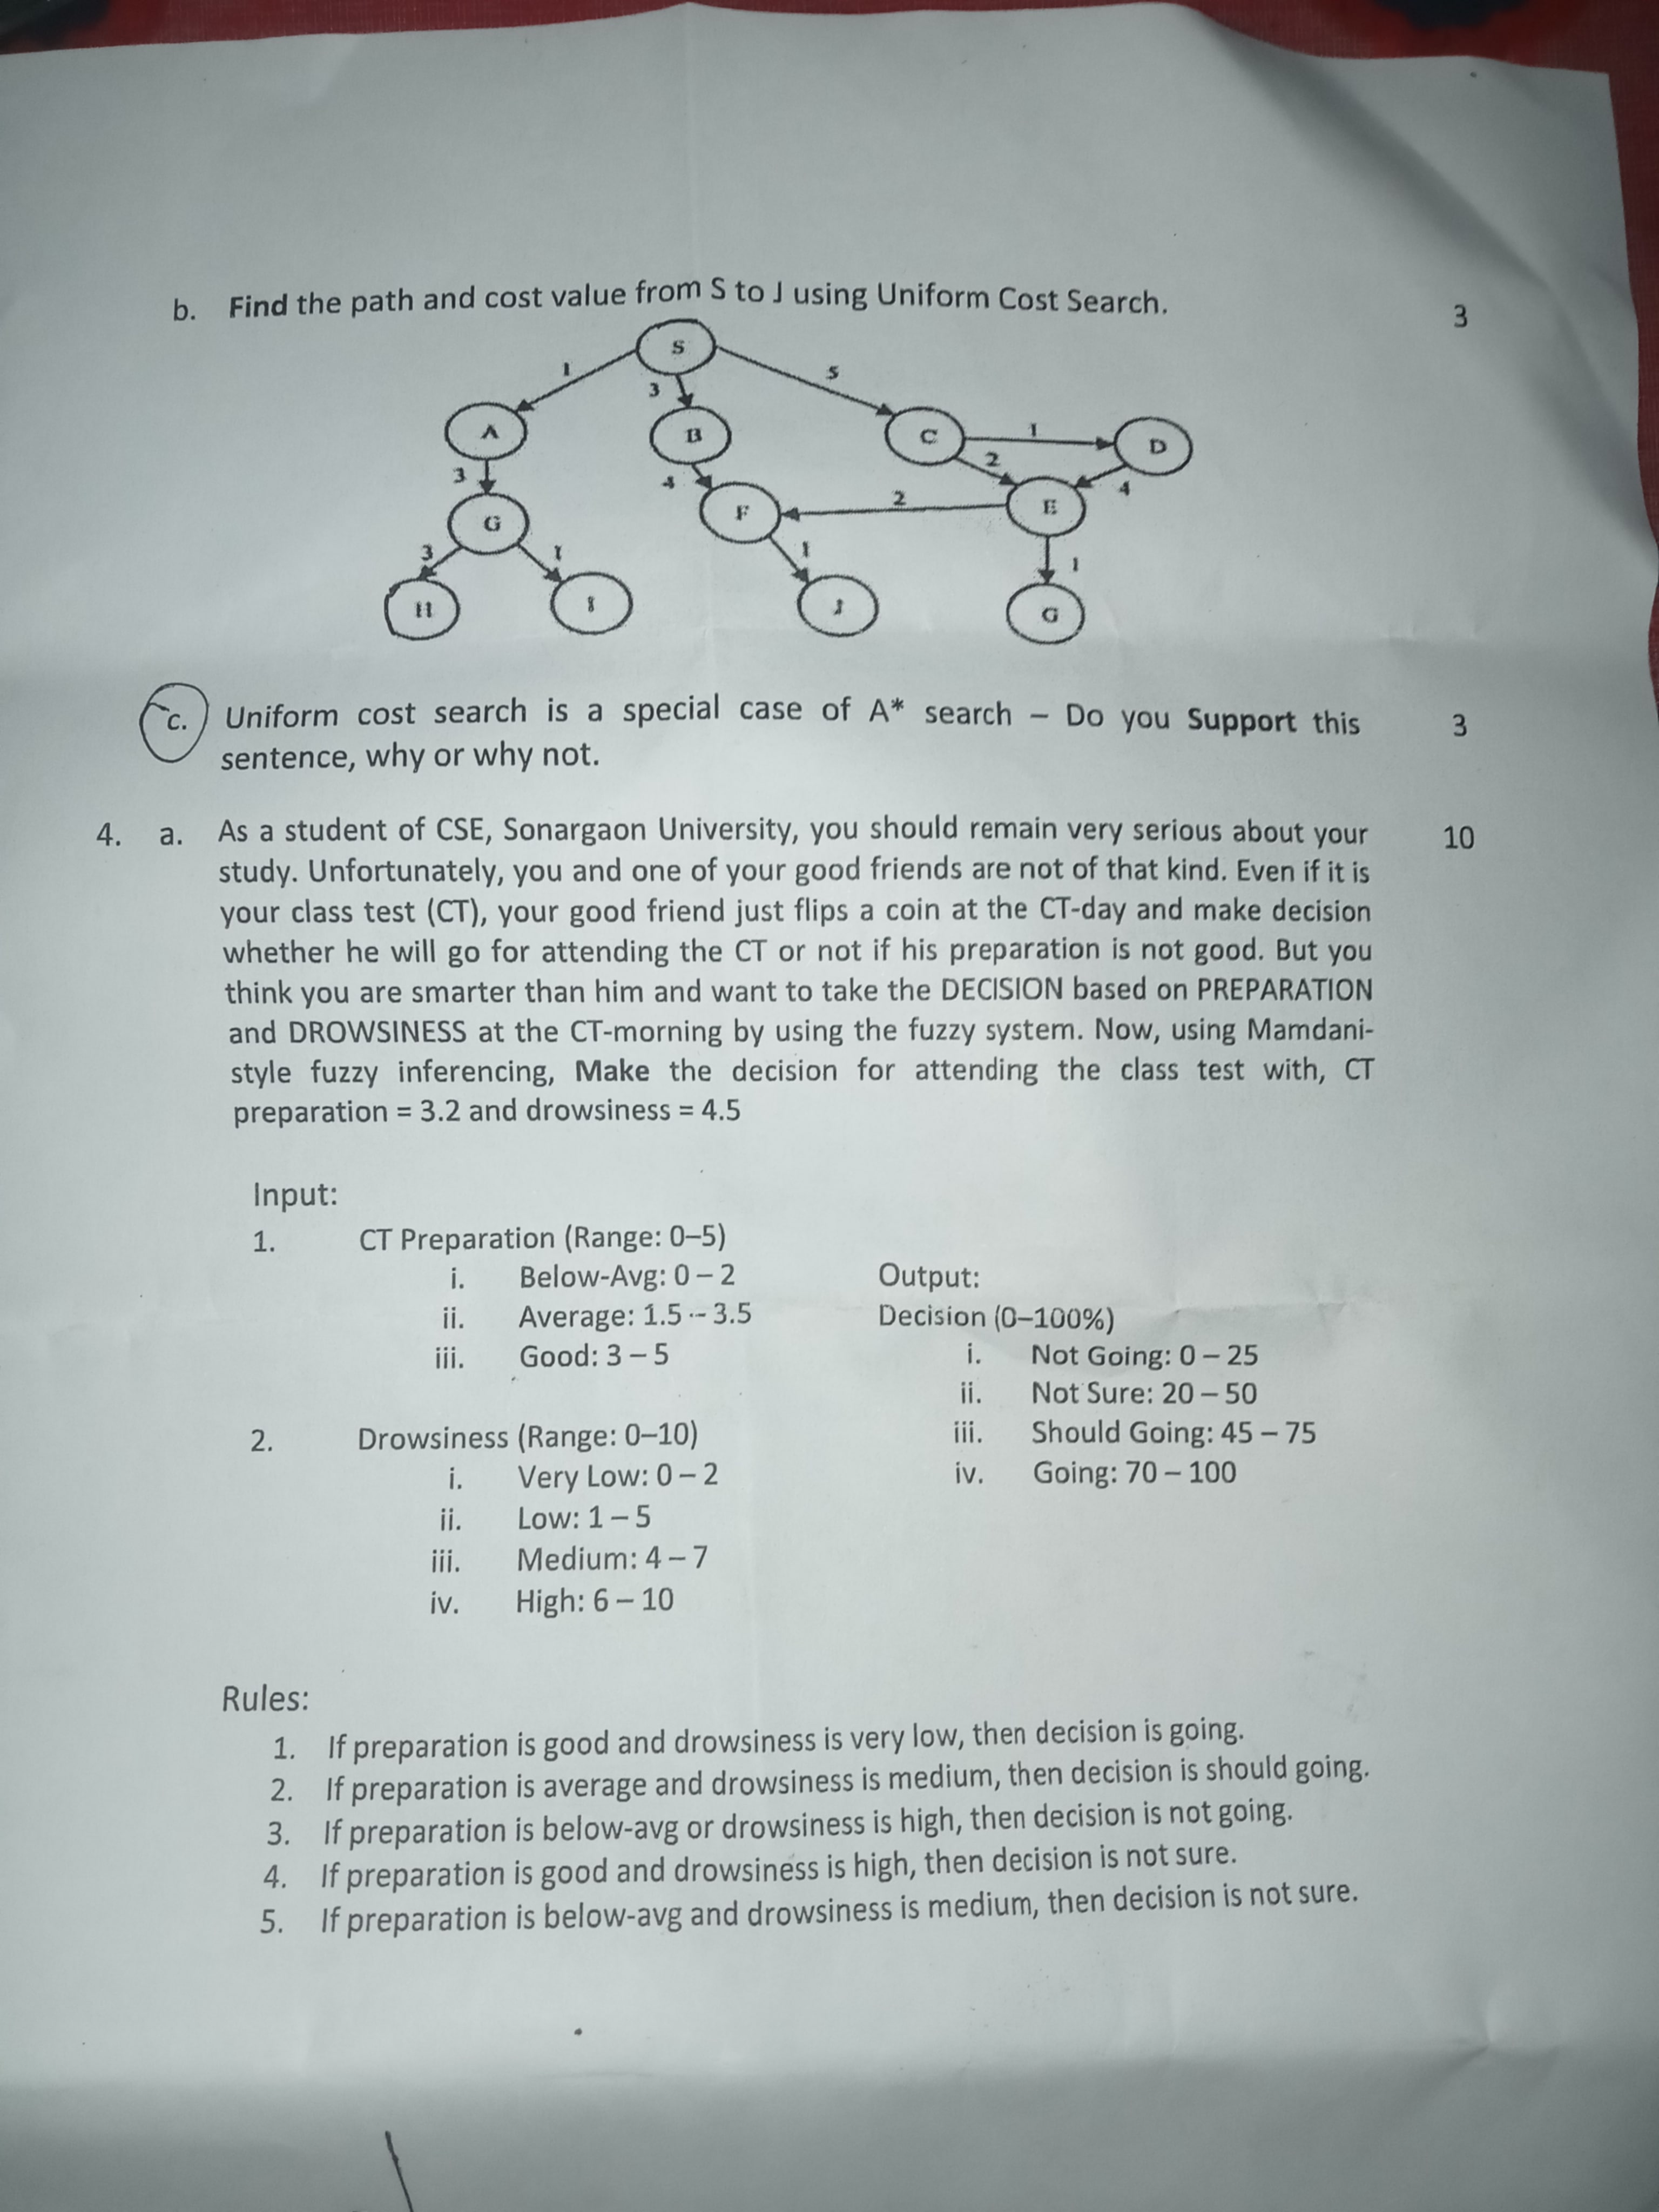 b. Find the path and cost value from S to J using Uniform Cost Search. 3
S
1 3 5
A B C 1 D
3 4 2 4
G F 2 E
3 1 1 1
H I J G
c. Uniform cost search is a special case of A* search – Do you Support this 3
sentence, why or why not.
4. a. As a student of CSE, Sonargaon University, you should remain very serious about your 10
study. Unfortunately, you and one of your good friends are not of that kind. Even if it is
your class test (CT), your good friend just flips a coin at the CT-day and make decision
whether he will go for attending the CT or not if his preparation is not good. But you
think you are smarter than him and want to take the DECISION based on PREPARATION
and DROWSINESS at the CT-morning by using the fuzzy system. Now, using Mamdani-
style fuzzy inferencing, Make the decision for attending the class test with, CT
preparation = 3.2 and drowsiness = 4.5
Input:
1. CT Preparation (Range: 0–5)
i. Below-Avg: 0 – 2
ii. Average: 1.5 – 3.5
iii. Good: 3 – 5
2. Drowsiness (Range: 0–10)
i. Very Low: 0 – 2
ii. Low: 1 – 5
iii. Medium: 4 – 7
iv. High: 6 – 10
Output:
Decision (0–100%)
i. Not Going: 0 – 25
ii. Not Sure: 20 – 50
iii. Should Going: 45 – 75
iv. Going: 70 – 100
Rules:
1. If preparation is good and drowsiness is very low, then decision is going.
2. If preparation is average and drowsiness is medium, then decision is should going.
3. If preparation is below-avg or drowsiness is high, then decision is not going.
4. If preparation is good and drowsiness is high, then decision is not sure.
5. If preparation is below-avg and drowsiness is medium, then decision is not sure.